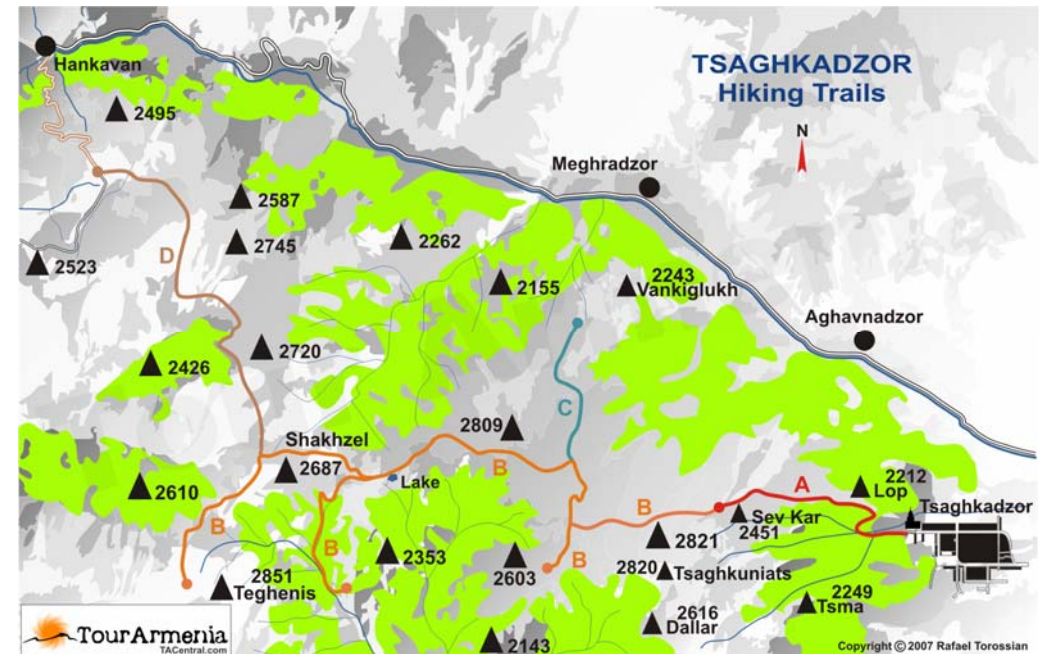 TSAGHKADZOR
Hiking Trails
N
Hankavan
2495
Meghradzor
2587
2745
2262
D
2523
2155
2243
Vankiglukh
Aghavnadzor
2720
2426
C
2809
Shakhzel
2687
B
Lake
2610
A
2212
Lop
Tsaghkadzor
B
B
B
Sev Kar
2451
2821
2353
2603
B
2820
Tsaghkuniats
2851
Teghenis
2249
Tsma
2616
Dallar
2143
TourArmenia
TACentral.com
Copyright © 2007 Rafael Torossian